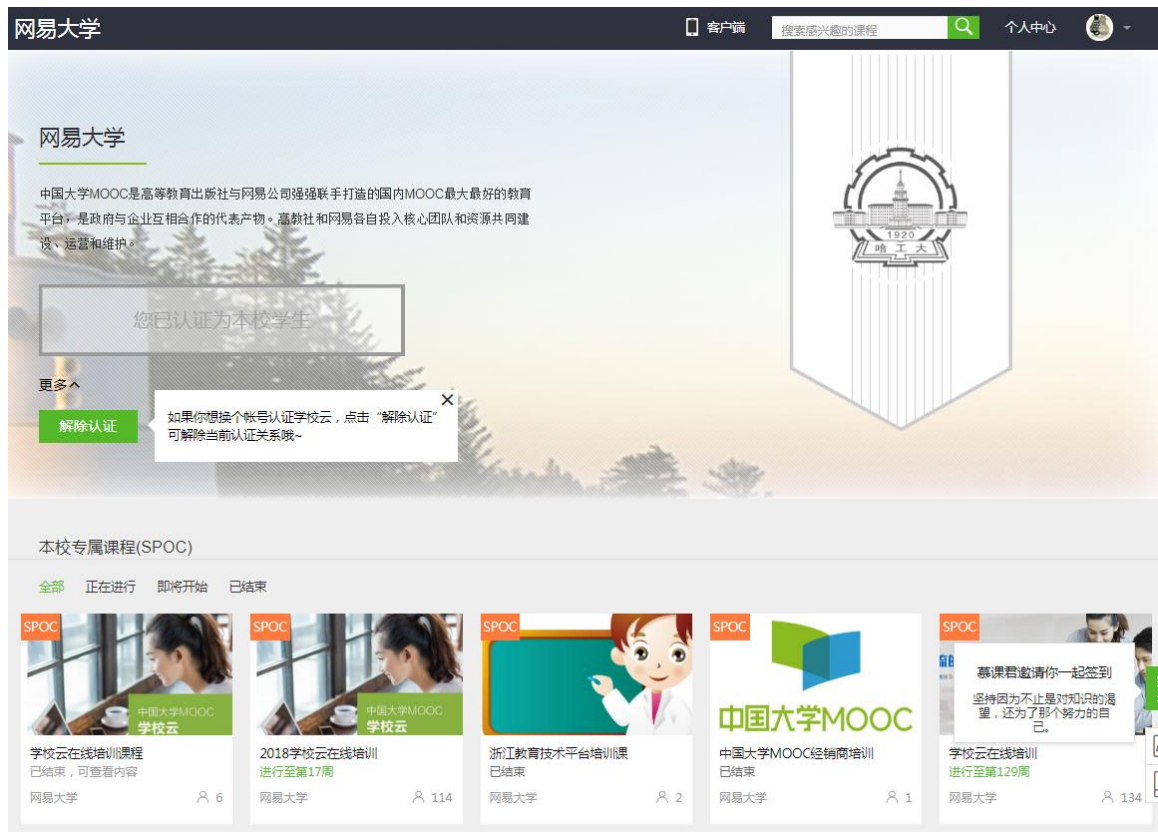 网易大学
客户端
搜索感兴趣的课程
个人中心
网易大学
中国大学MOOC是高等教育出版社与网易公司强强联手打造的国内MOOC最大最好的教育
平台，是政府与企业互相合作的代表产物。高教社和网易各自投入核心团队和资源共同建
设、运营和维护。
1920
哈工大
您已认证为本校学生
更多
解除认证
如果你想换个帐号认证学校云，点击“解除认证”
可解除当前认证关系哦~
本校专属课程(SPOC)
全部 正在进行 即将开始 已结束
SPOC
中国大学MOOC
学校云
学校云在线培训课程
已结束，可查看内容
网易大学 6
SPOC
中国大学MOOC
学校云
2018学校云在线培训
进行至第17周
网易大学 114
SPOC
浙江教育技术平台培训课
已结束
网易大学 2
SPOC
中国大学MOOC
中国大学MOOC经销商培训
已结束
网易大学 1
SPOC
慕课君邀请你一起签到
坚持因为不止是对知识的渴
望，还为了那个努力的自
己。
学校云在线培训
进行至第129周
网易大学 134